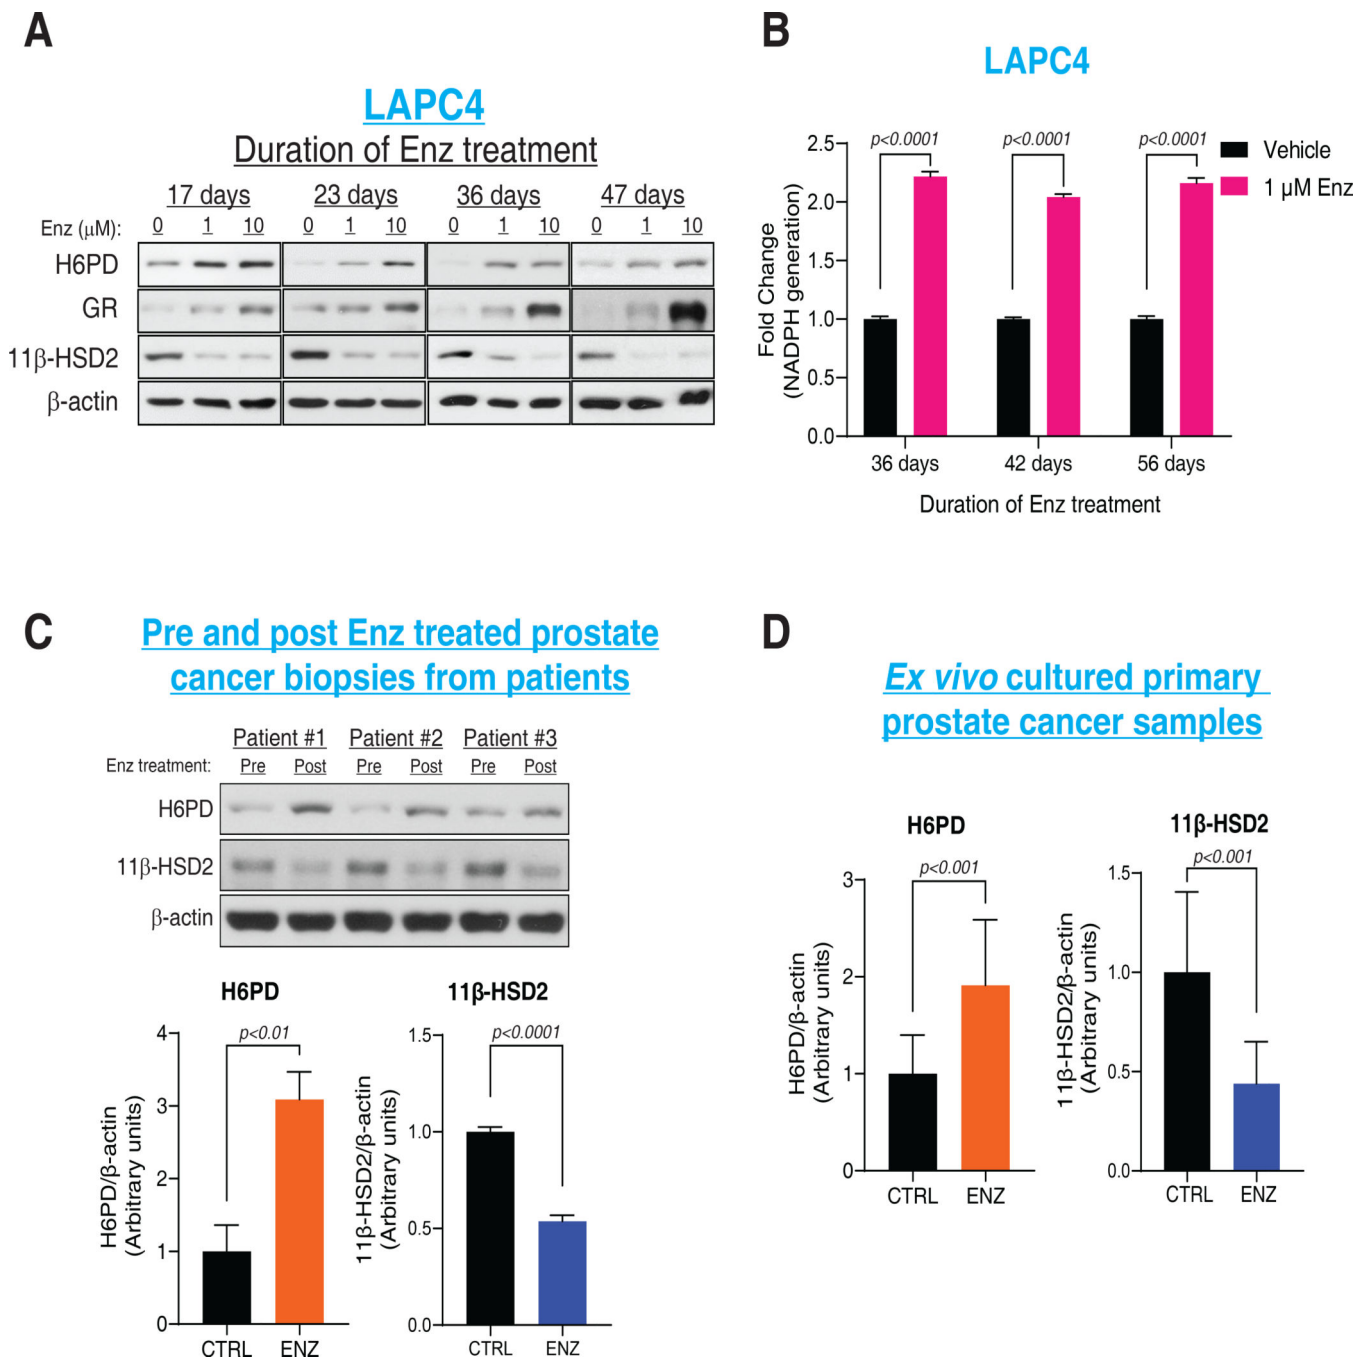 A
LAPC4
Duration of Enz treatment
17 days 23 days 36 days 47 days
Enz (μM): 0 1 10 0 1 10 0 1 10 0 1 10
H6PD
GR
11β-HSD2
β-actin
B
LAPC4
p<0.0001 p<0.0001 p<0.0001
Vehicle
1 μM Enz
Fold Change
(NADPH generation)
2.5
2.0
1.5
1.0
0.5
0.0
36 days 42 days 56 days
Duration of Enz treatment
C
Pre and post Enz treated prostate
cancer biopsies from patients
Patient #1 Patient #2 Patient #3
Enz treatment: Pre Post Pre Post Pre Post
H6PD
11β-HSD2
β-actin
H6PD
p<0.01
H6PD/β-actin
(Arbitrary units)
4
3
2
1
0
CTRL ENZ
11β-HSD2
p<0.0001
11β-HSD2/β-actin
(Arbitrary units)
1.5
1.0
0.5
0.0
CTRL ENZ
D
Ex vivo cultured primary
prostate cancer samples
H6PD
p<0.001
H6PD/β-actin
(Arbitrary units)
3
2
1
0
CTRL ENZ
11β-HSD2
p<0.001
11β-HSD2/β-actin
(Arbitrary units)
1.5
1.0
0.5
0.0
CTRL ENZ